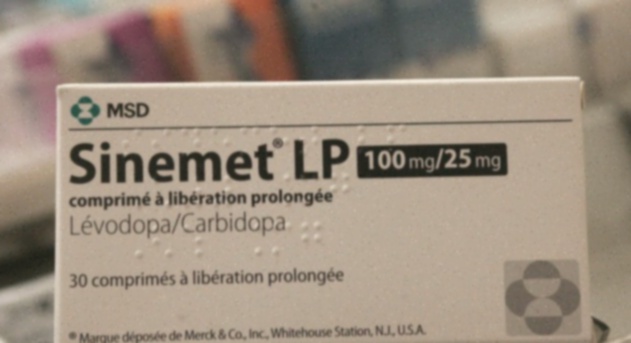 MSD
Sinemet® LP 100 mg/25 mg
comprimé à libération prolongée
Lévodopa/Carbidopa
30 comprimés à libération prolongée
® Marque déposée de Merck & Co., Inc., Whitehouse Station, N.J., U.S.A.